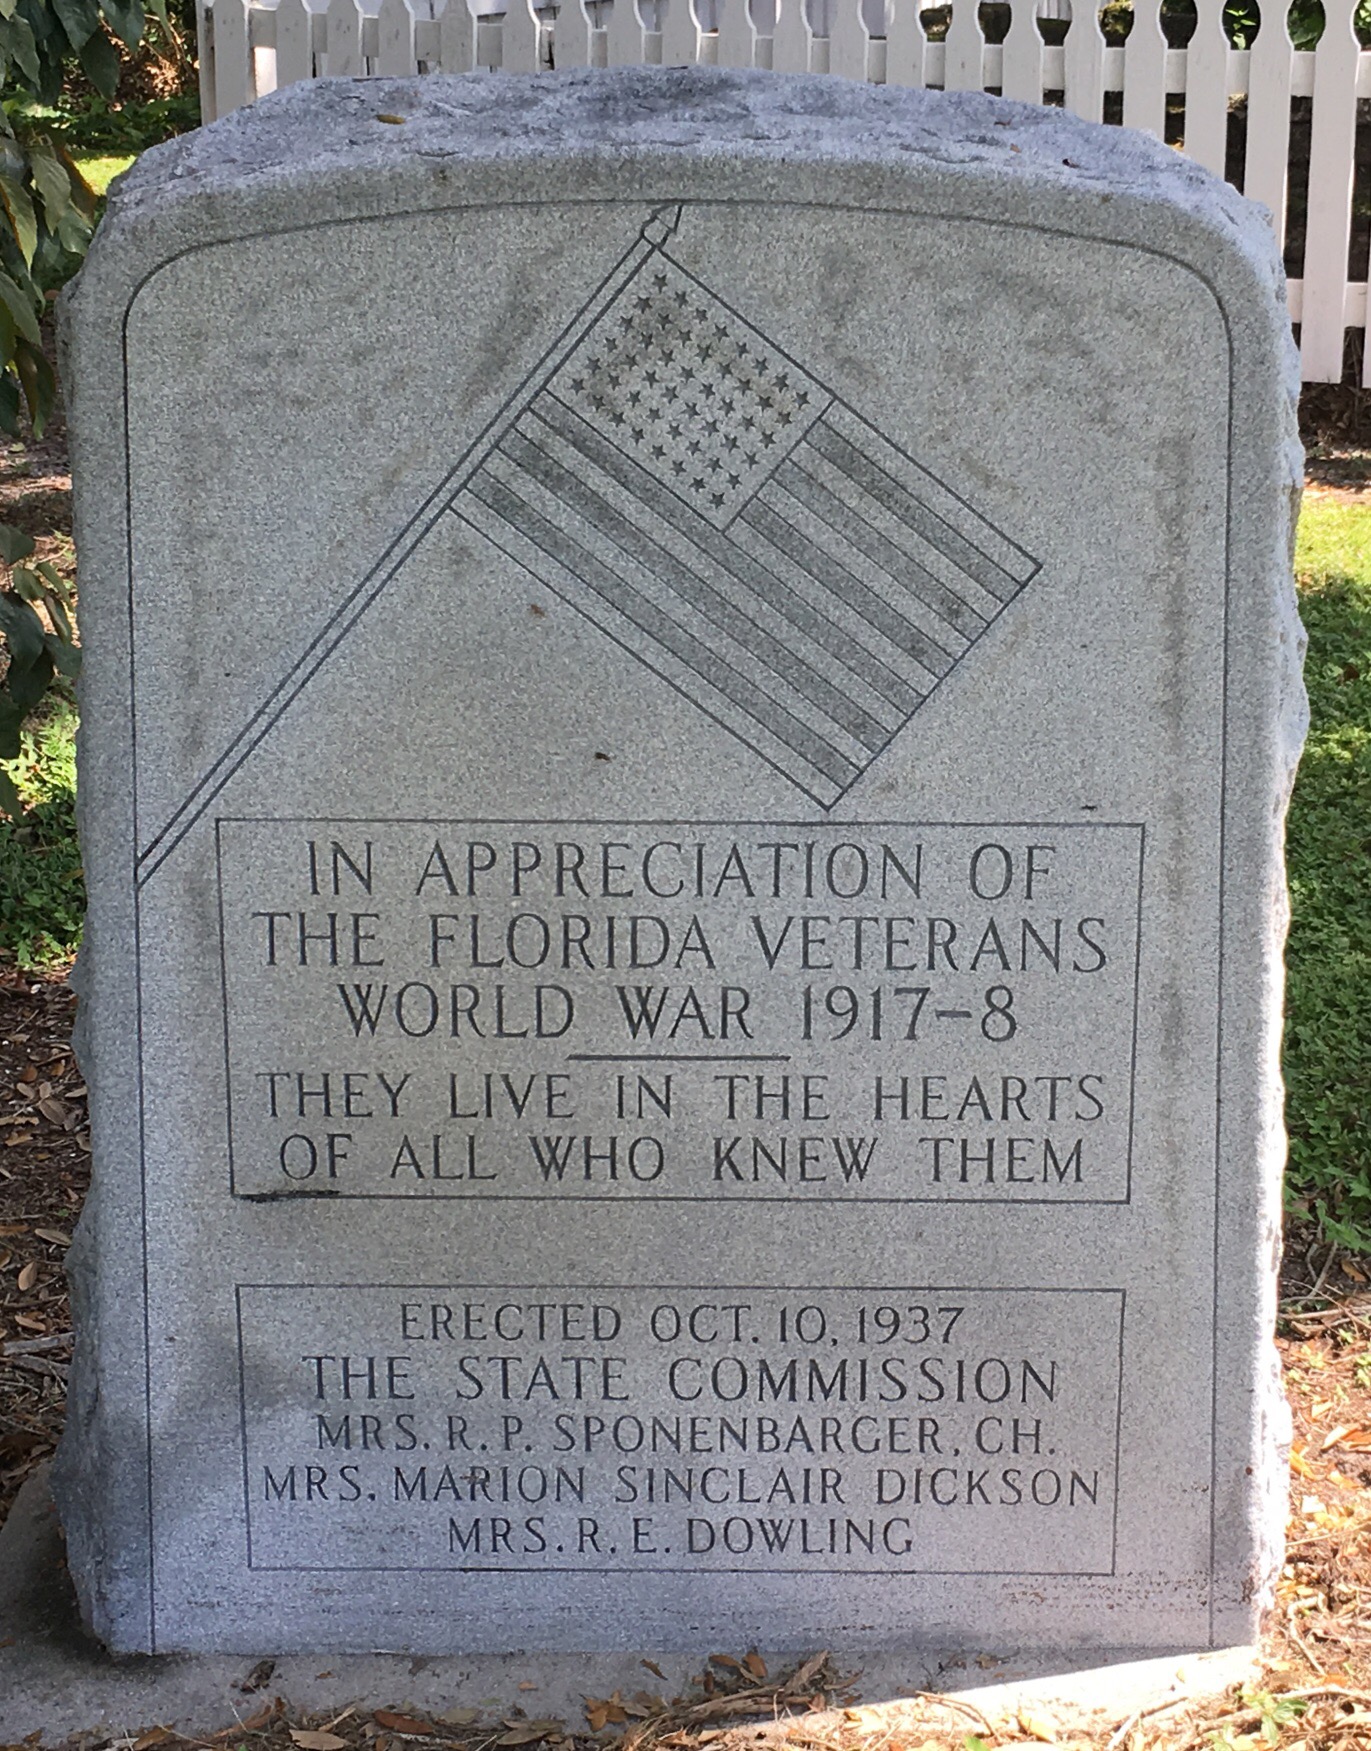 IN APPRECIATION OF
THE FLORIDA VETERANS
WORLD WAR 1917-8
THEY LIVE IN THE HEARTS
OF ALL WHO KNEW THEM
ERECTED OCT. 10, 1937
THE STATE COMMISSION
MRS. R. P. SPONENBARGER, CH.
MRS. MARION SINCLAIR DICKSON
MRS. R. E. DOWLING